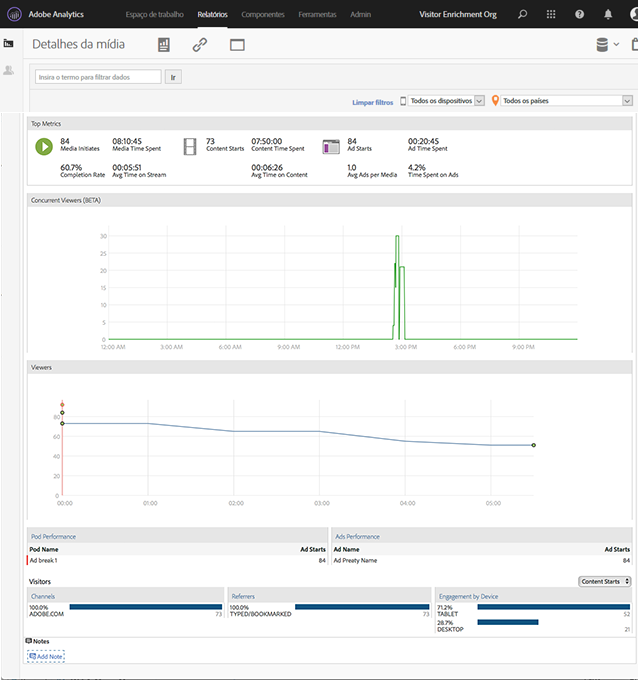 Adobe Analytics Espaço de trabalho Relatórios Componentes Ferramentas Admin Visitor Enrichment Org
Detalhes da mídia
Insira o termo para filtrar dados Ir
Limpar filtros Todos os dispositivos Todos os países
Top Metrics
84 08:10:45 73 07:50:00 84 00:20:45
Media Initiates Media Time Spent Content Starts Content Time Spent Ad Starts Ad Time Spent
60.7% 00:05:51 00:06:26 1.0 4.2%
Completion Rate Avg Time on Stream Avg Time on Content Avg Ads per Media Time Spent on Ads
Concurrent Viewers (BETA)
30
25
20
15
10
5
0
12:00 AM 3:00 AM 6:00 AM 9:00 AM 12:00 PM 3:00 PM 6:00 PM 9:00 PM
Viewers
80
60
40
20
0
00:00 01:00 02:00 03:00 04:00 05:00
Pod Performance Ads Performance
Pod Name Ad Starts Ad Name Ad Starts
Ad break 1 84 Ad Preaty Name 84
Visitors Content Starts
Channels Referrers Engagement by Device
100.0% 100.0% 71.2%
ADOBE.COM 73 TYPED/BOOKMARKED 73 TABLET 52
28.7%
DESKTOP 21
Notes
Add Note